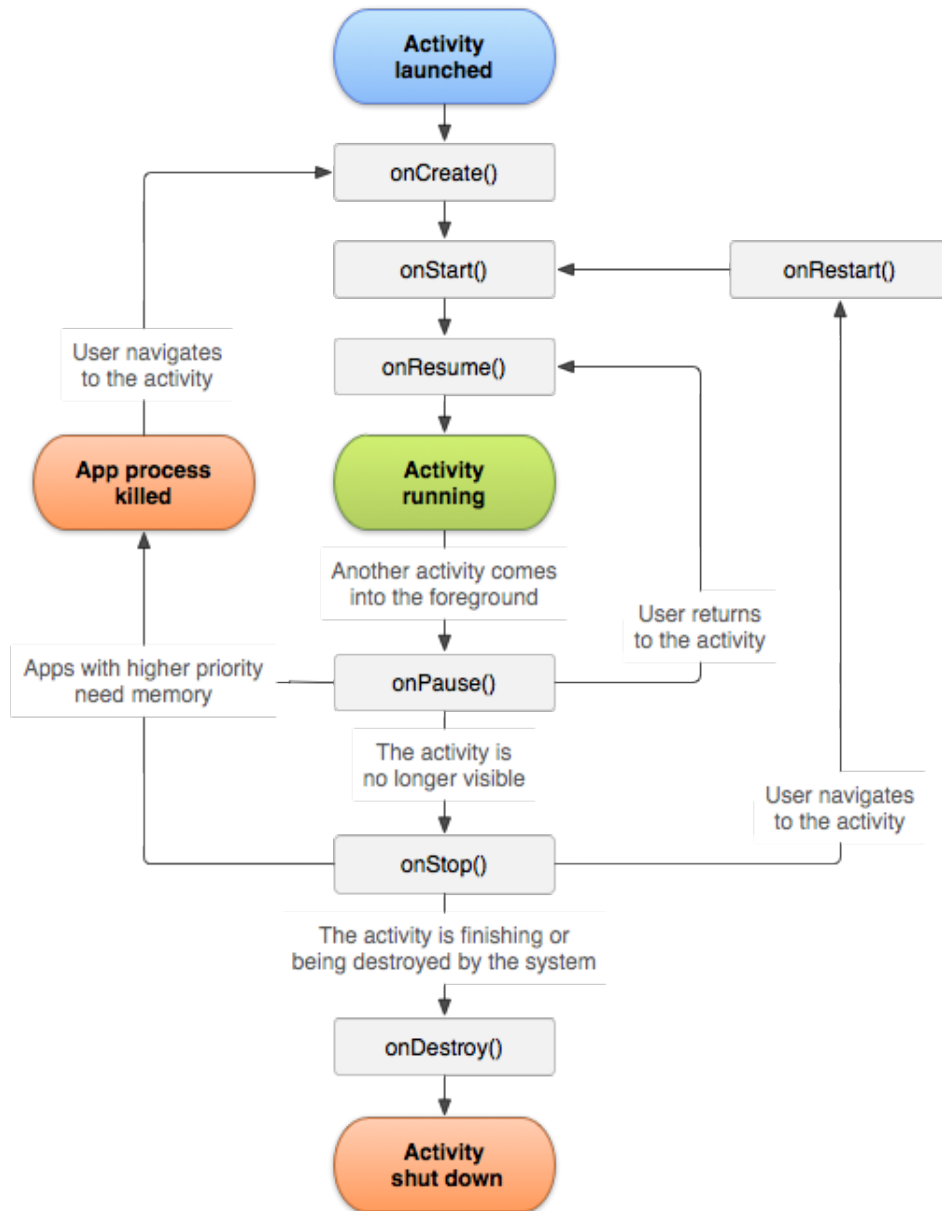 Activity
launched
onCreate()
onStart()
onRestart()
onResume()
User navigates
to the activity
App process
killed
Activity
running
Another activity comes
into the foreground
User returns
to the activity
Apps with higher priority
need memory
onPause()
The activity is
no longer visible
User navigates
to the activity
onStop()
The activity is finishing or
being destroyed by the system
onDestroy()
Activity
shut down